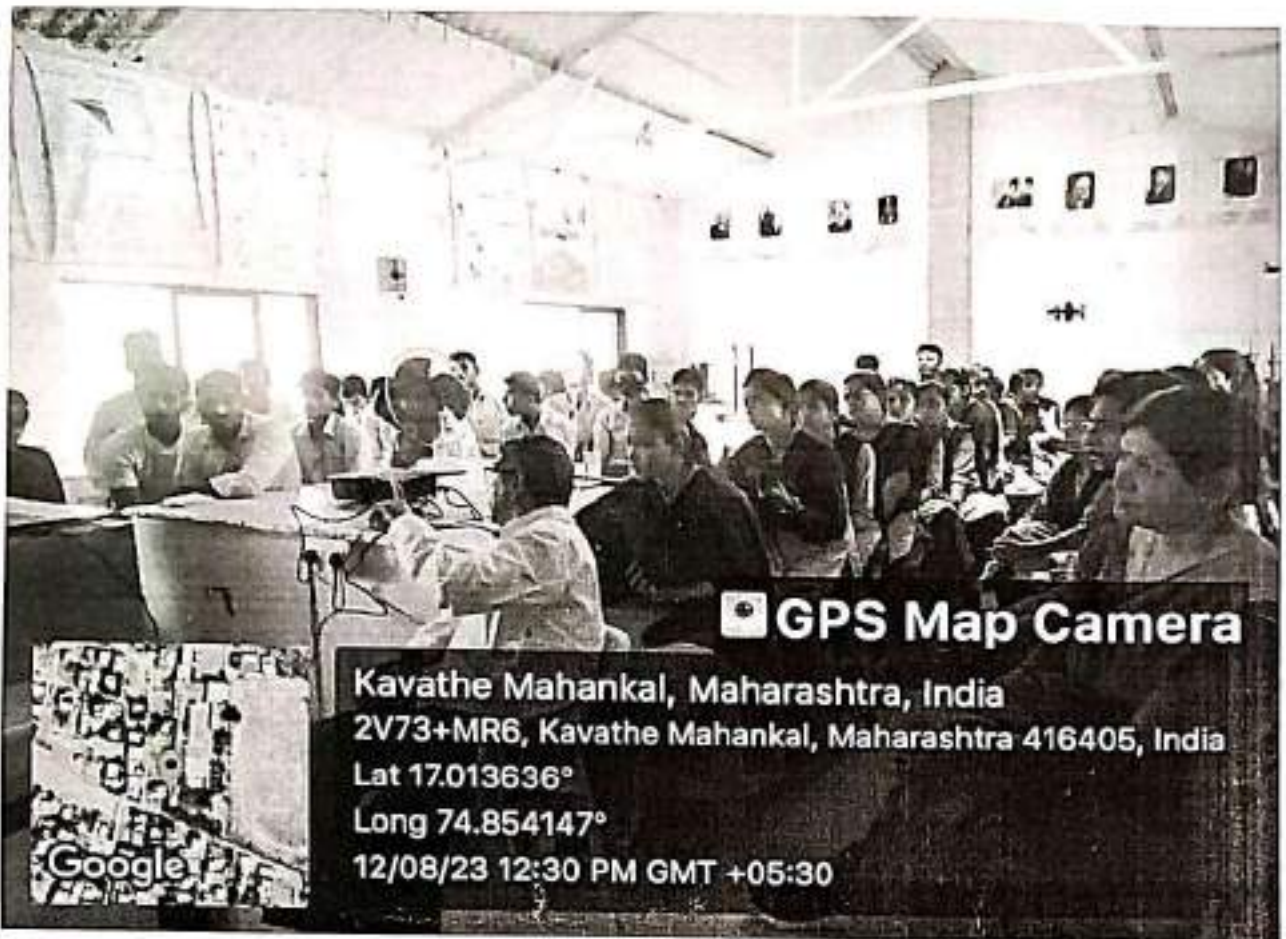 GPS Map Camera
Kavathe Mahankal, Maharashtra, India
2V73+MR6, Kavathe Mahankal, Maharashtra 416405, India
Lat 17.013636°
Long 74.854147°
12/08/23 12:30 PM GMT +05:30
Google